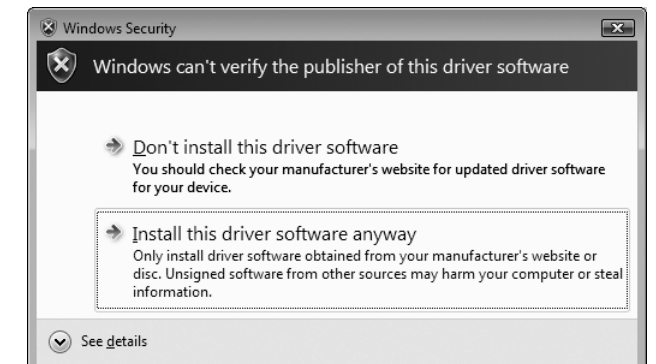 Windows Security
Windows can't verify the publisher of this driver software
Don't install this driver software
You should check your manufacturer's website for updated driver software
for your device.
Install this driver software anyway
Only install driver software obtained from your manufacturer's website or
disc. Unsigned software from other sources may harm your computer or steal
information.
See details